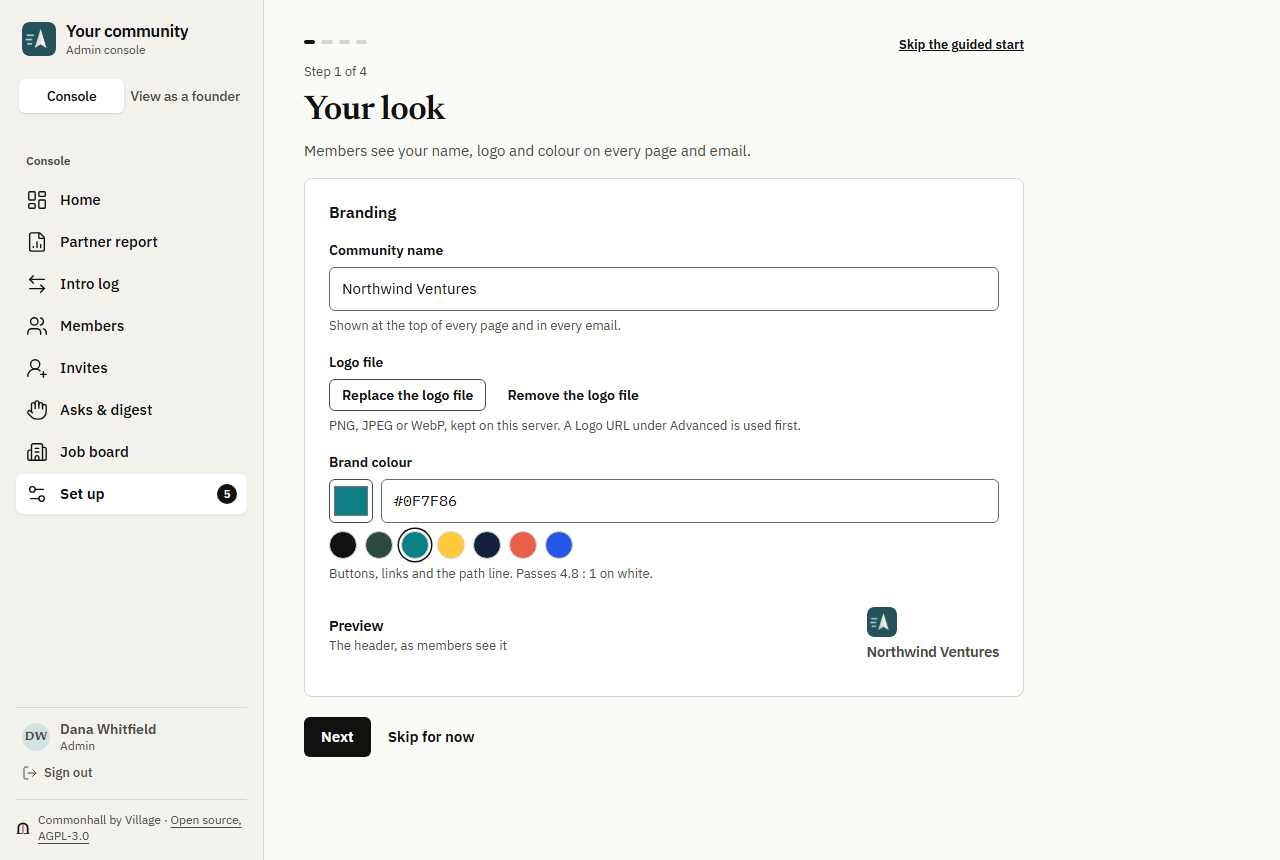 Your community
Admin console
Console
View as a founder
Console
Home
Partner report
Intro log
Members
Invites
Asks & digest
Job board
Set up
5
DW
Dana Whitfield
Admin
Sign out
Commonhall by Village · Open source,
AGPL-3.0
Skip the guided start
Step 1 of 4
Your look
Members see your name, logo and colour on every page and email.
Branding
Community name
Northwind Ventures
Shown at the top of every page and in every email.
Logo file
Replace the logo file
Remove the logo file
PNG, JPEG or WebP, kept on this server. A Logo URL under Advanced is used first.
Brand colour
#0F7F86
Buttons, links and the path line. Passes 4.8 : 1 on white.
Preview
The header, as members see it
Northwind Ventures
Next
Skip for now